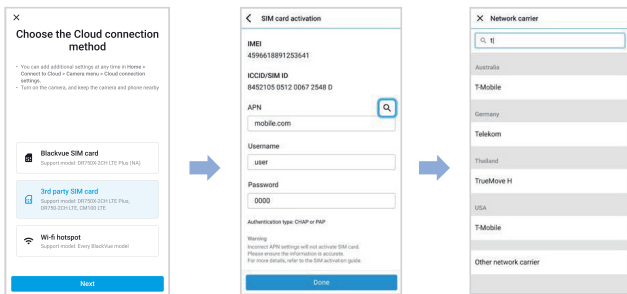 Choose the Cloud connection
method
• You can add additional settings at any time in Home >
Connect to Cloud > Camera menu > Cloud connection
settings.
• Turn on the camera, and keep the camera and phone nearby
Blackvue SIM card
Support model: DR750X-2CH LTE Plus (NA)
3rd party SIM card
Support model: DR750X-2CH LTE Plus,
DR750-2CH LTE, CM100 LTE
Wi-fi hotspot
Support model: Every BlackVue model
Next
SIM card activation
IMEI
4596618891253641
ICCID/SIM ID
8452105 0512 0067 2548 D
APN
mobile.com
Username
user
Password
0000
Authentication type: CHAP or PAP
Warning
Incorrect APN settings will not activate SIM card.
Please ensure the information is accurate.
For more details, refer to the SIM activation guide.
Done
Network carrier
t
Australia
T-Mobile
Germany
Telekom
Thailand
TrueMove H
USA
T-Mobile
Other network carrier